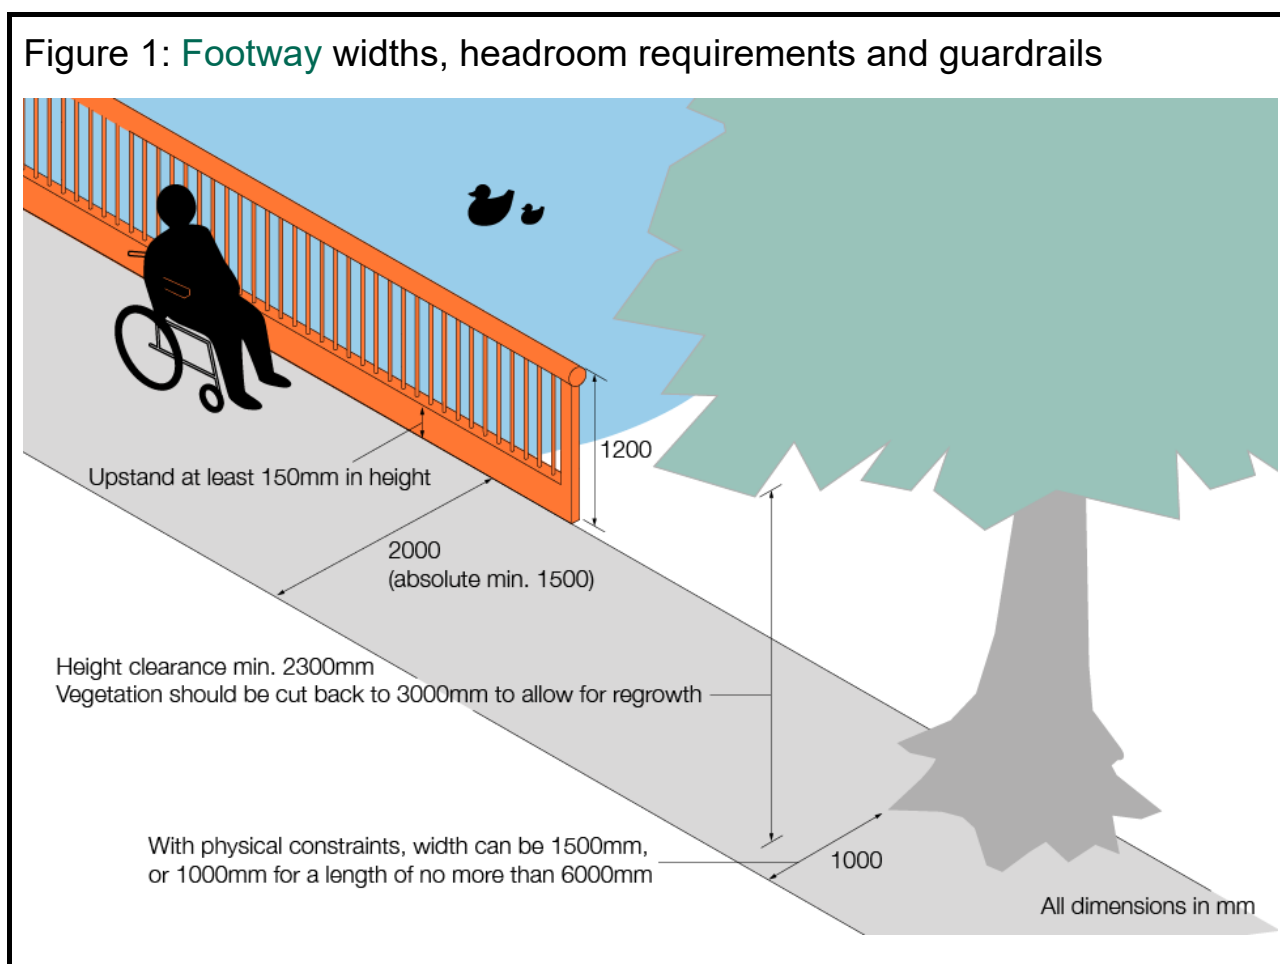 Figure 1: Footway widths, headroom requirements and guardrails
1200
Upstand at least 150mm in height
2000
(absolute min. 1500)
Height clearance min. 2300mm
Vegetation should be cut back to 3000mm to allow for regrowth
With physical constraints, width can be 1500mm,
or 1000mm for a length of no more than 6000mm
1000
All dimensions in mm